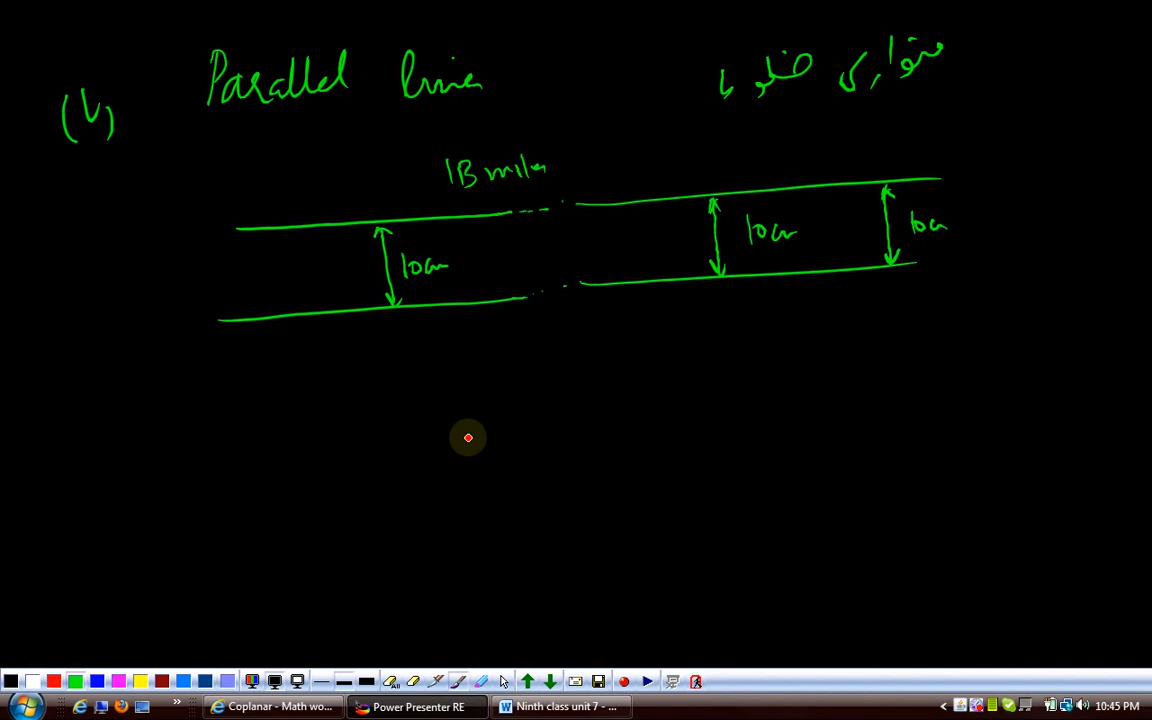 Parallel lines متوازی خطوط
(V)
1B miles
10cm 10cm 10cm
Coplanar - Math wo... Power Presenter RE Ninth class unit 7 - ... 10:45 PM